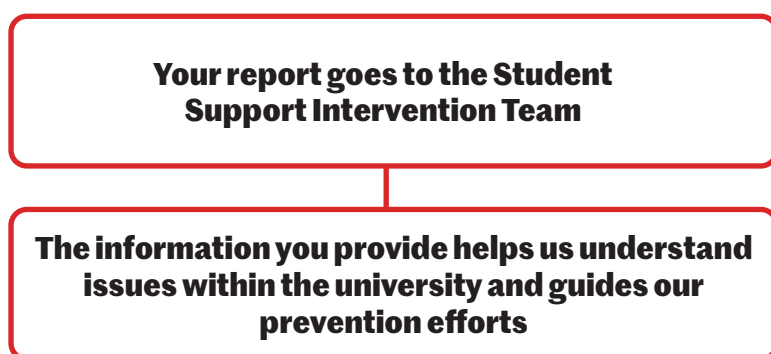 Your report goes to the Student
Support Intervention Team
The information you provide helps us understand
issues within the university and guides our
prevention efforts